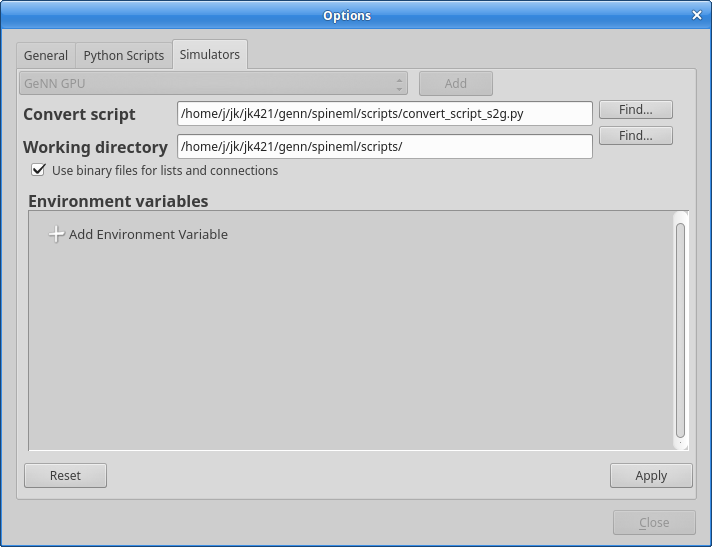 Options
General Python Scripts Simulators
GeNN GPU Add
Convert script /home/j/jk/jk421/genn/spineml/scripts/convert_script_s2g.py Find...
Working directory /home/j/jk/jk421/genn/spineml/scripts/ Find...
Use binary files for lists and connections
Environment variables
Add Environment Variable
Reset Apply
Close